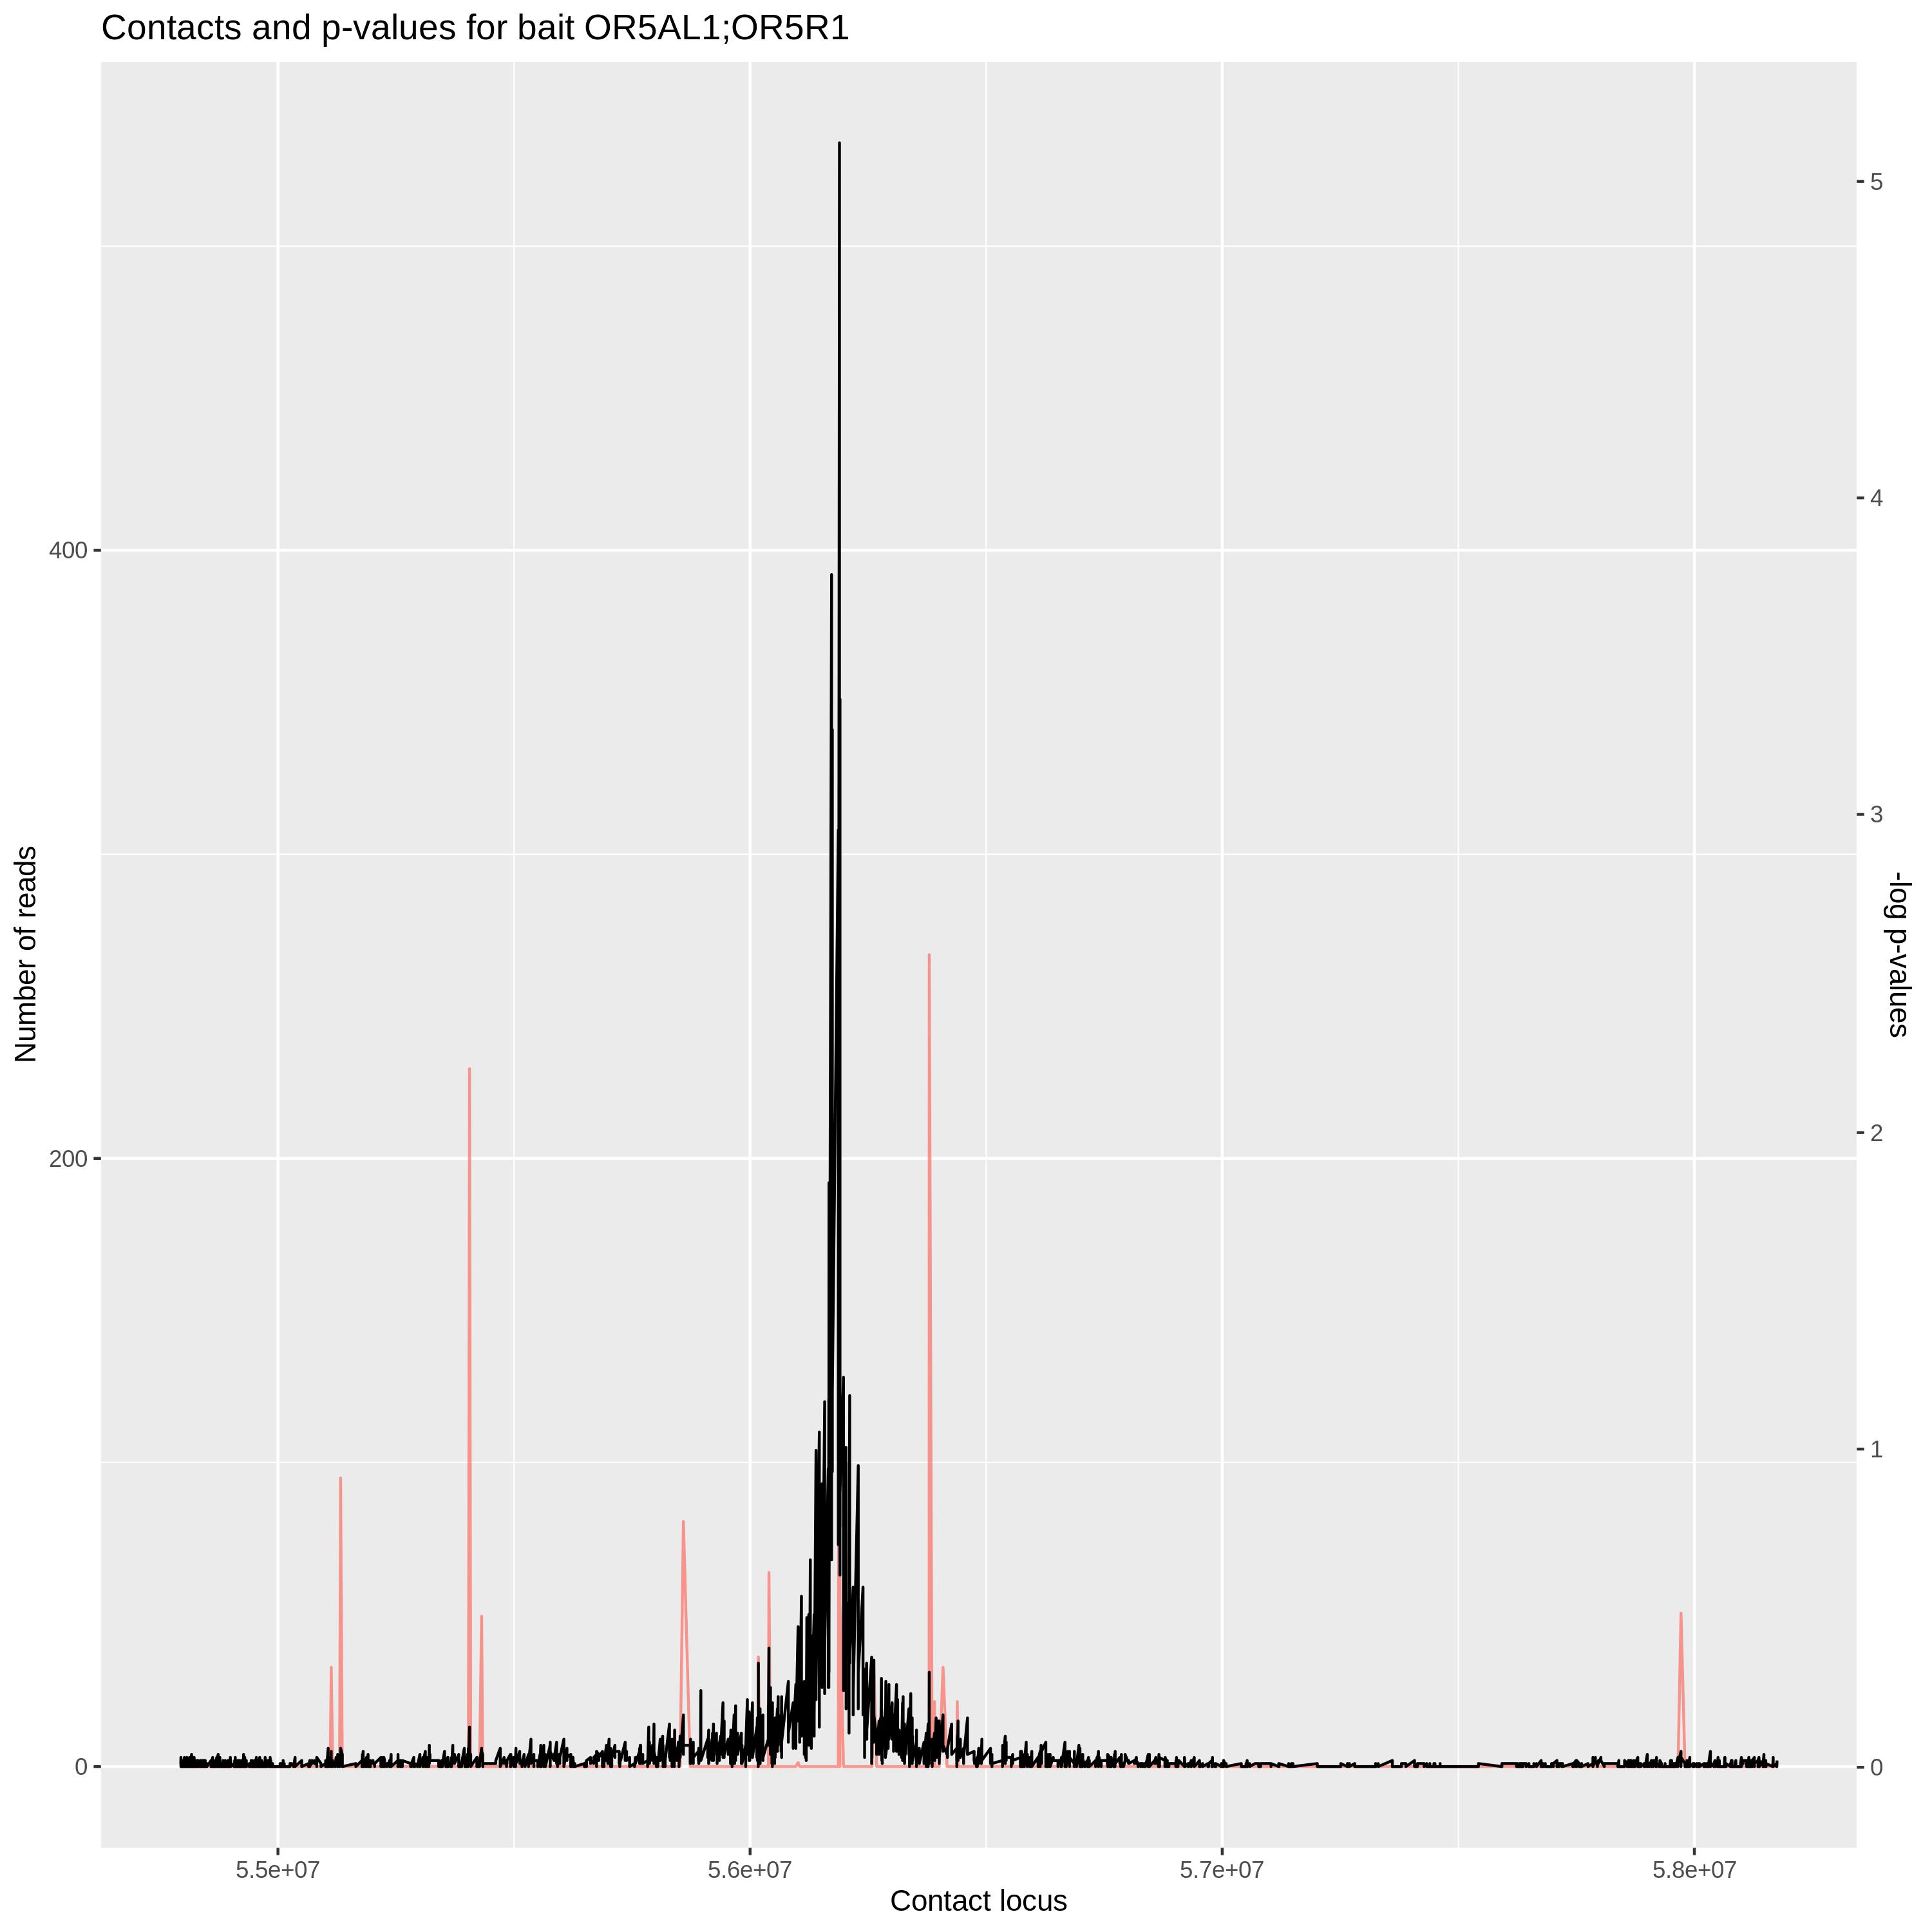 Contacts and p-values for bait OR5AL1;OR5R1
Number of reads
400
200
0
5
4
3
2
1
0
-log p-values
5.5e+07
5.6e+07
5.7e+07
5.8e+07
Contact locus